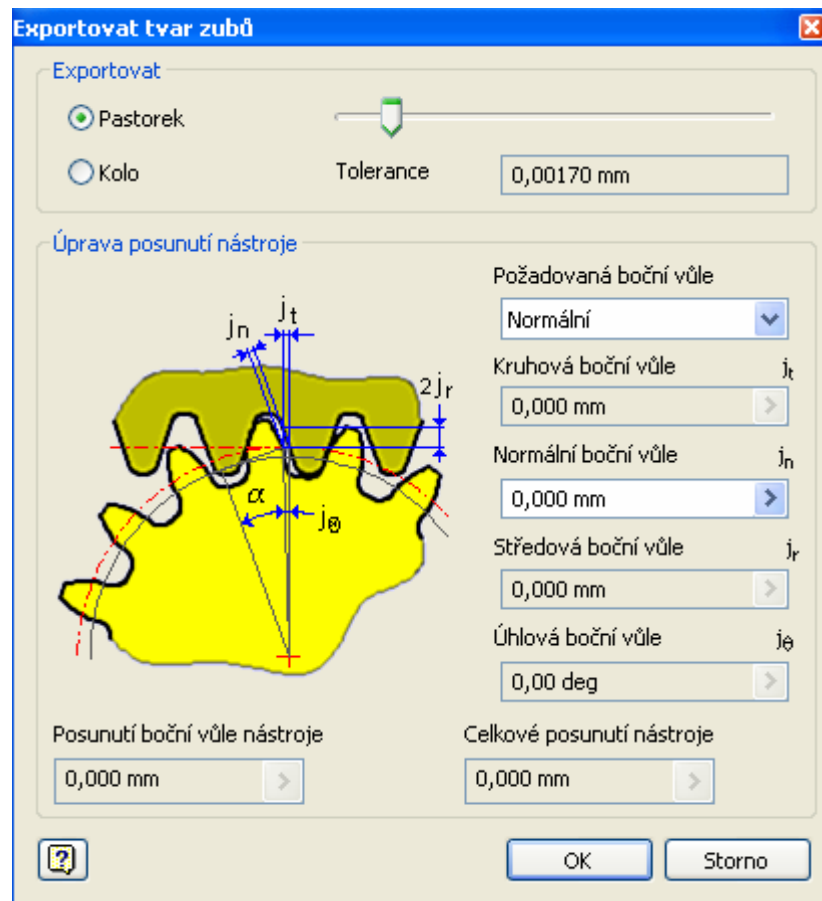 Exportovat tvar zubů
Exportovat
Pastorek
Kolo
Tolerance
0,00170 mm
Úprava posunutí nástroje
jn
jt
2jr
α
jθ
Požadovaná boční vůle
Normální
Kruhová boční vůle jt
0,000 mm
Normální boční vůle jn
0,000 mm
Středová boční vůle jr
0,000 mm
Úhlová boční vůle jθ
0,00 deg
Posunutí boční vůle nástroje
0,000 mm
Celkové posunutí nástroje
0,000 mm
?
OK
Storno